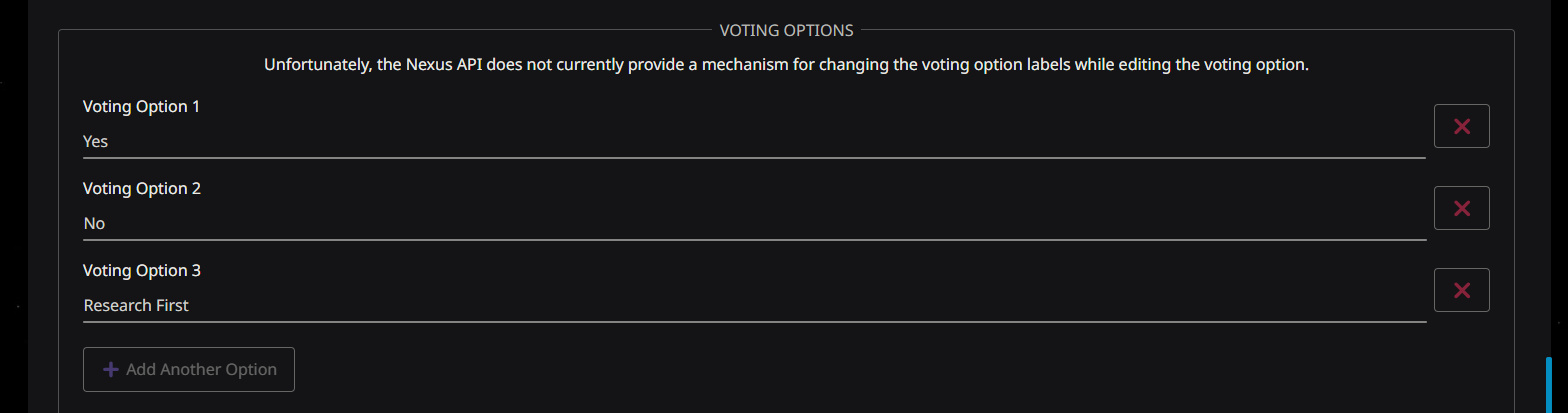 VOTING OPTIONS
Unfortunately, the Nexus API does not currently provide a mechanism for changing the voting option labels while editing the voting option.
Voting Option 1
Yes
Voting Option 2
No
Voting Option 3
Research First
Add Another Option